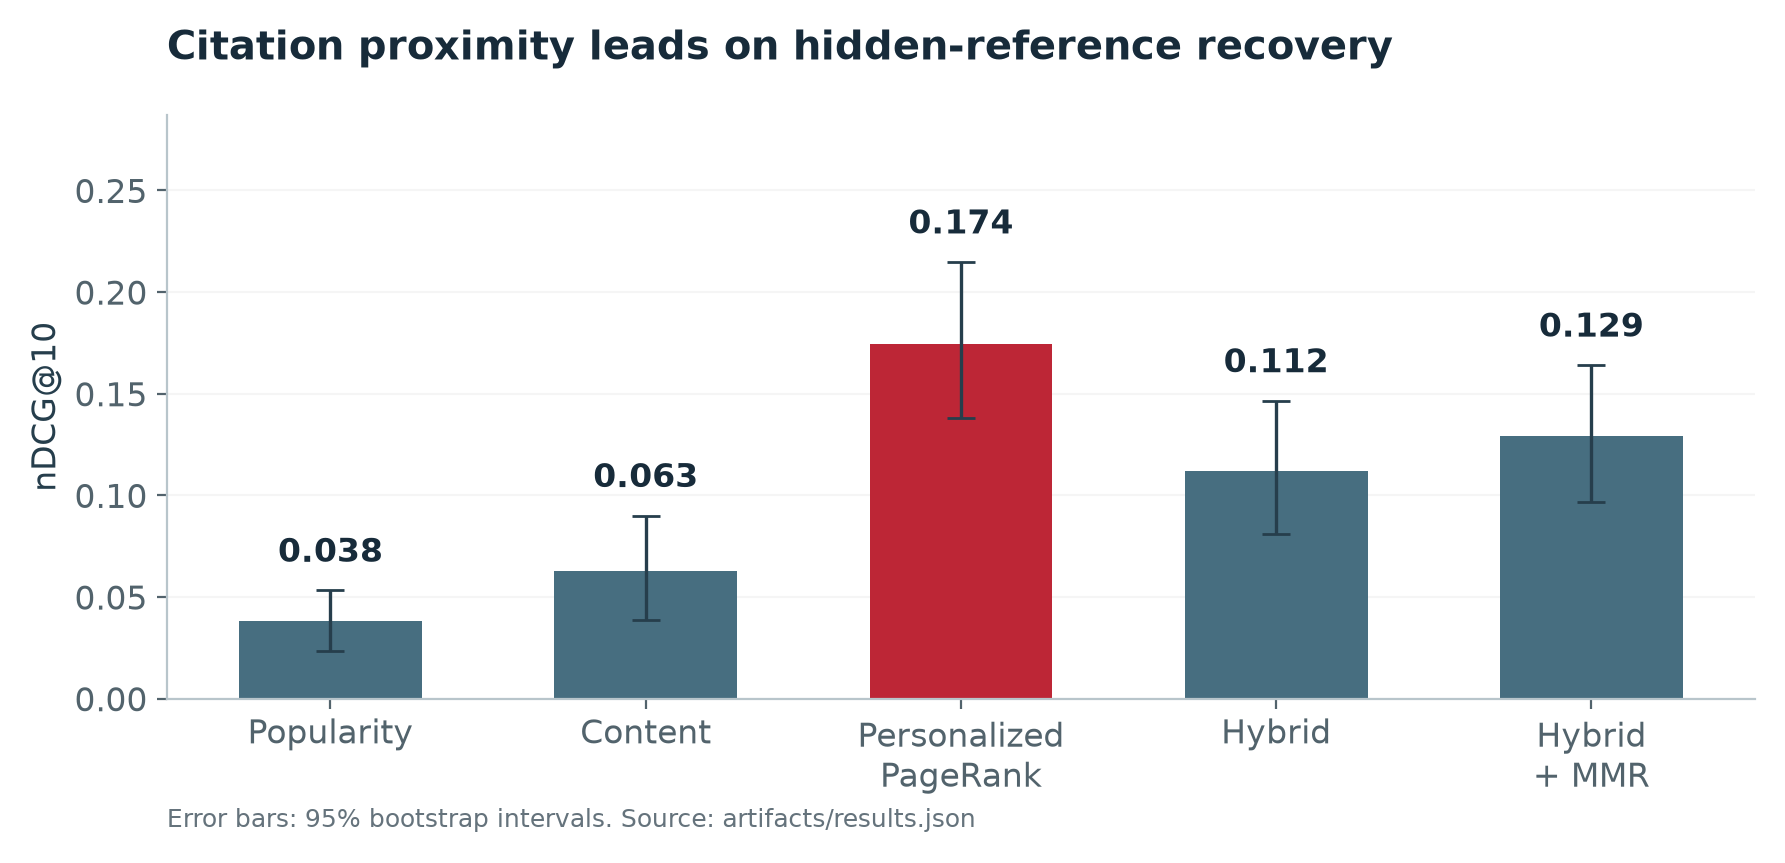 Citation proximity leads on hidden-reference recovery
nDCG@10
0.25
0.20
0.15
0.10
0.05
0.00
0.038
0.063
0.174
0.112
0.129
Popularity
Content
Personalized
PageRank
Hybrid
Hybrid
+ MMR
Error bars: 95% bootstrap intervals. Source: artifacts/results.json